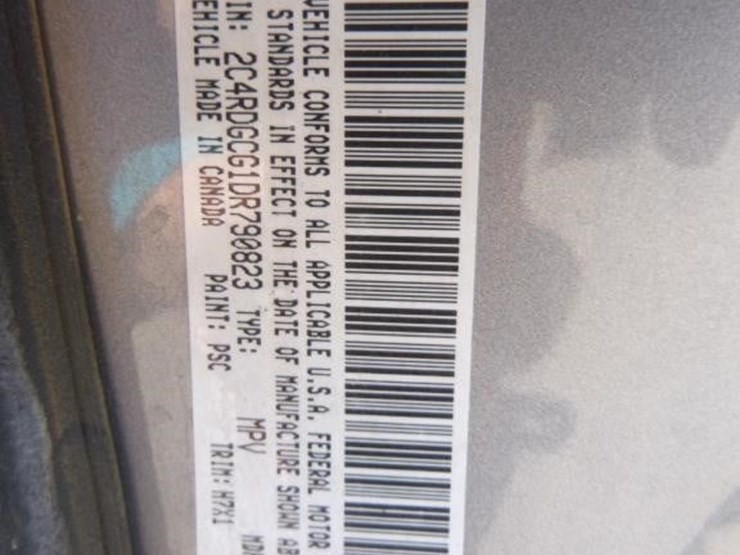 VEHICLE CONFORMS TO ALL APPLICABLE U.S.A. FEDERAL MOTOR
STANDARDS IN EFFECT ON THE DATE OF MANUFACTURE SHOWN AB
IN: 2C4RDGCG1DR790823 TYPE: MPV
EHICLE MADE IN CANADA PAINT: PSC TRIM: H7X1